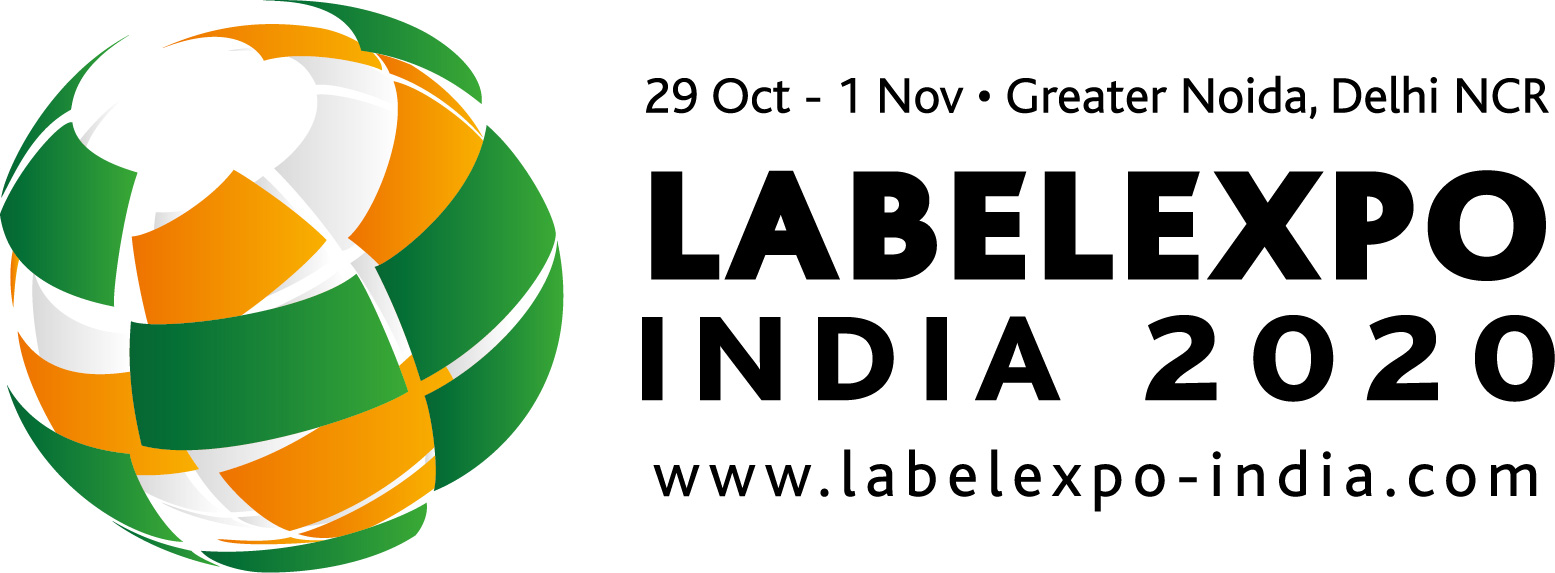 29 Oct - 1 Nov • Greater Noida, Delhi NCR
LABELEXPO
INDIA 2020
www.labelexpo-india.com